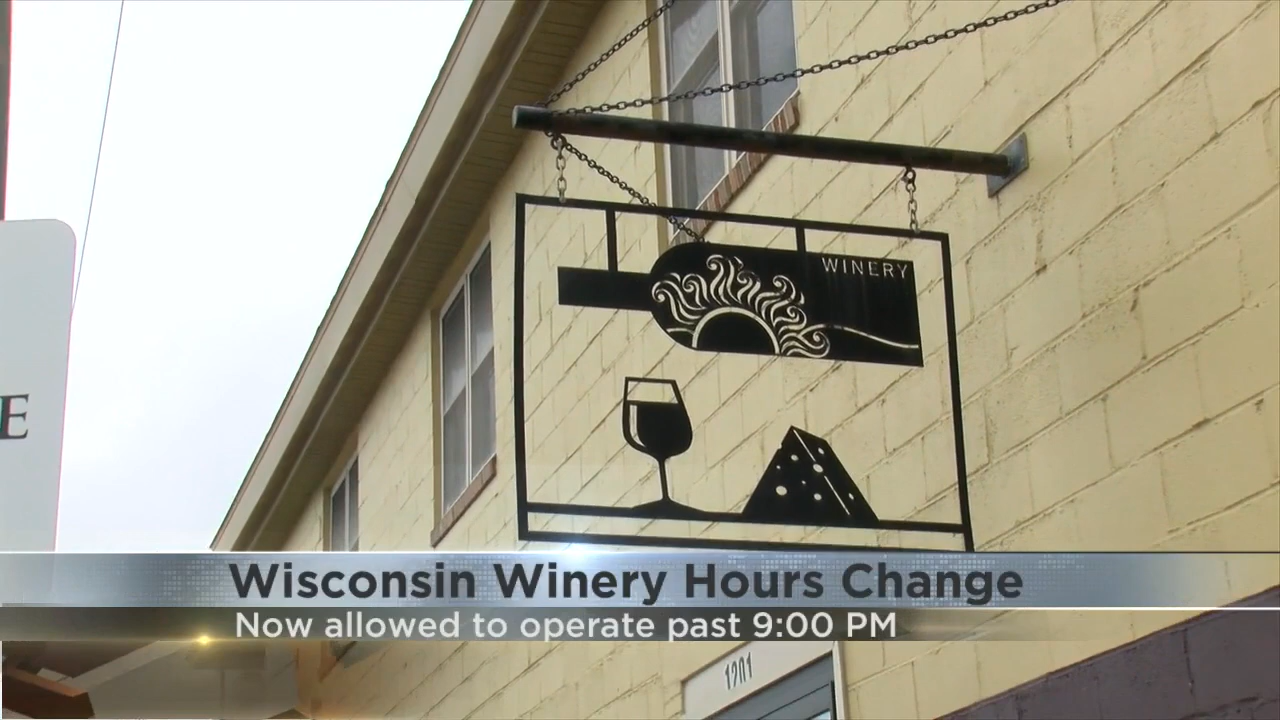 WINERY
E
Wisconsin Winery Hours Change
Now allowed to operate past 9:00 PM
1201